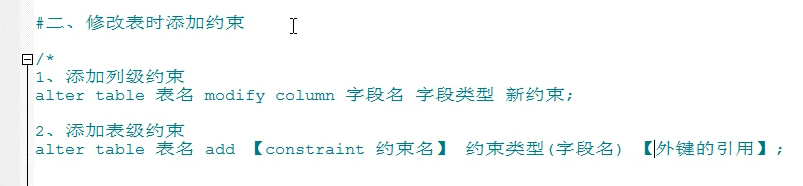 #二、修改表时添加约束
/*
1、添加列级约束
alter table 表名 modify column 字段名 字段类型 新约束;
2、添加表级约束
alter table 表名 add 【constraint 约束名】 约束类型(字段名) 【外键的引用】;